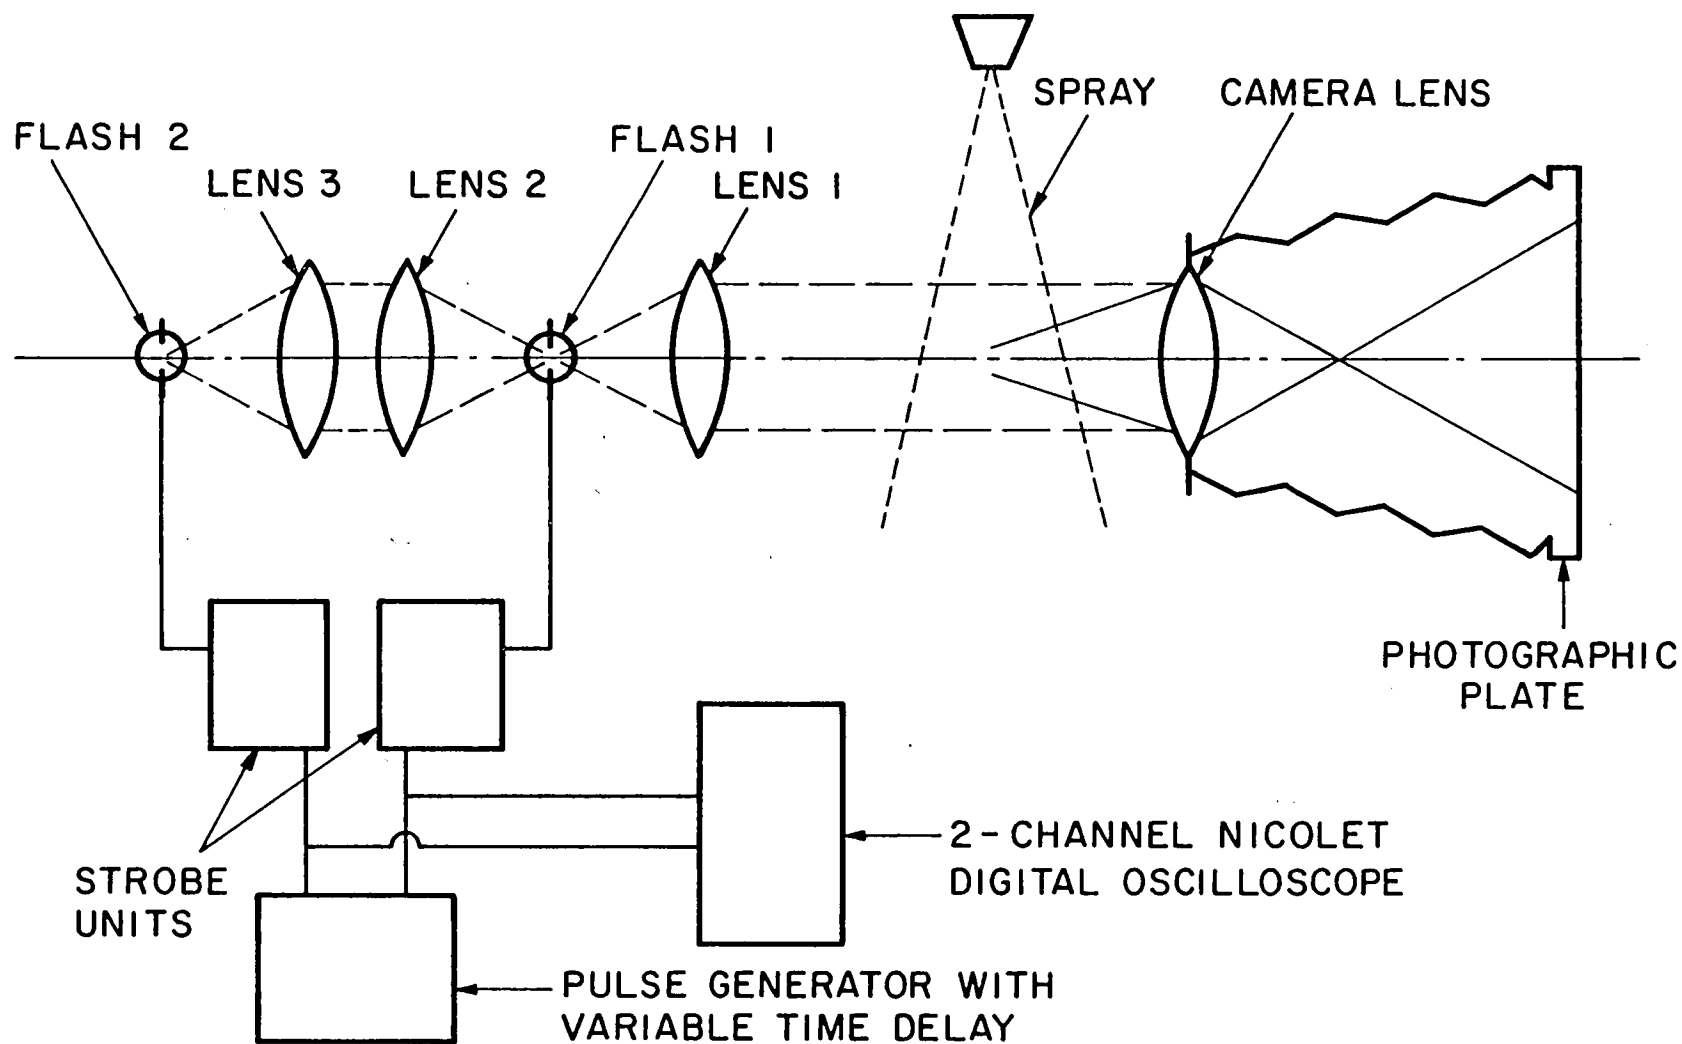 SPRAY
CAMERA LENS
FLASH 2
FLASH 1
LENS 3
LENS 2
LENS 1
PHOTOGRAPHIC
PLATE
STROBE
UNITS
2-CHANNEL NICOLET
DIGITAL OSCILLOSCOPE
PULSE GENERATOR WITH
VARIABLE TIME DELAY